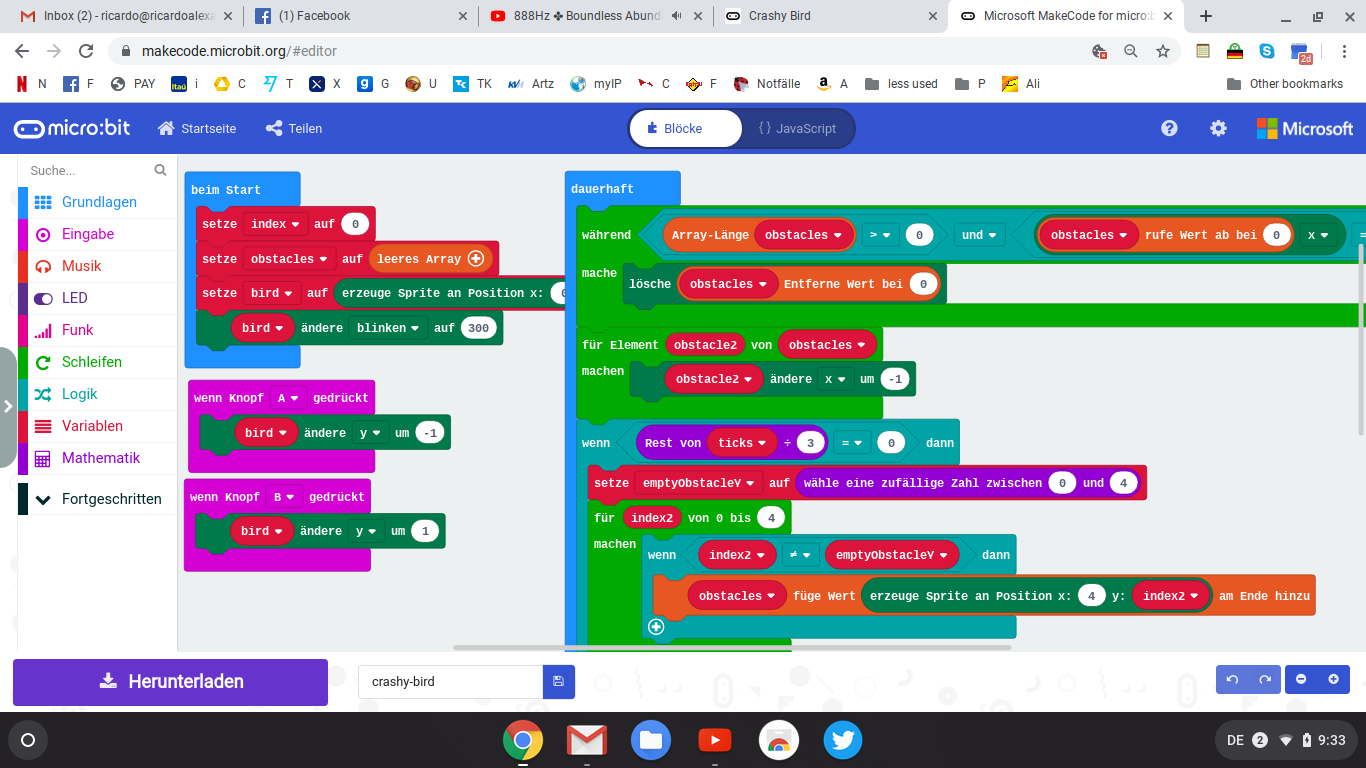 Inbox (2) - ricardo@ricardoalexa
(1) Facebook
888Hz ✤ Boundless Abund
Crashy Bird
Microsoft MakeCode for micro:b
makecode.microbit.org/#editor
2d
N F PAY i C T X G U TK Artz myIP C F Notfälle A less used P Ali Other bookmarks
micro:bit Startseite Teilen Blöcke { } JavaScript Microsoft
Suche...
Grundlagen
Eingabe
Musik
LED
Funk
Schleifen
Logik
Variablen
Mathematik
Fortgeschritten
beim Start
setze index auf 0
setze obstacles auf leeres Array
setze bird auf erzeuge Sprite an Position x:
bird ändere blinken auf 300
wenn Knopf A gedrückt
bird ändere y um -1
wenn Knopf B gedrückt
bird ändere y um 1
dauerhaft
während Array-Länge obstacles > 0 und obstacles rufe Wert ab bei 0 x =
mache lösche obstacles Entferne Wert bei 0
für Element obstacle2 von obstacles
machen obstacle2 ändere x um -1
wenn Rest von ticks ÷ 3 = 0 dann
setze emptyObstacleY auf wähle eine zufällige Zahl zwischen 0 und 4
für index2 von 0 bis 4
machen wenn index2 ≠ emptyObstacleY dann
obstacles füge Wert erzeuge Sprite an Position x: 4 y: index2 am Ende hinzu
Herunterladen
crashy-bird
DE 2 9:33